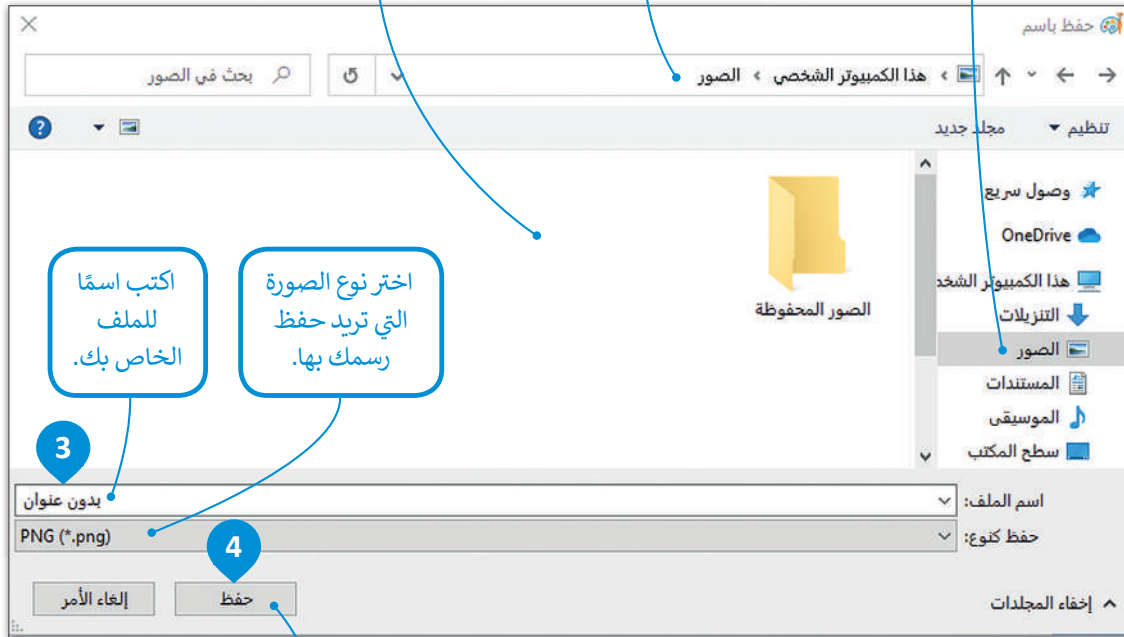 حفظ باسم
هذا الكمبيوتر الشخصي › الصور
بحث في الصور
تنظيم
مجلد جديد
وصول سريع
OneDrive
هذا الكمبيوتر الشخص
التنزيلات
الصور
المستندات
الموسيقى
سطح المكتب
الصور المحفوظة
اختر نوع الصورة
التي تريد حفظ
رسمك بها.
اكتب اسمًا
للملف
الخاص بك.
3
اسم الملف: بدون عنوان
حفظ كنوع: PNG (*.png)
4
إخفاء المجلدات
حفظ
إلغاء الأمر